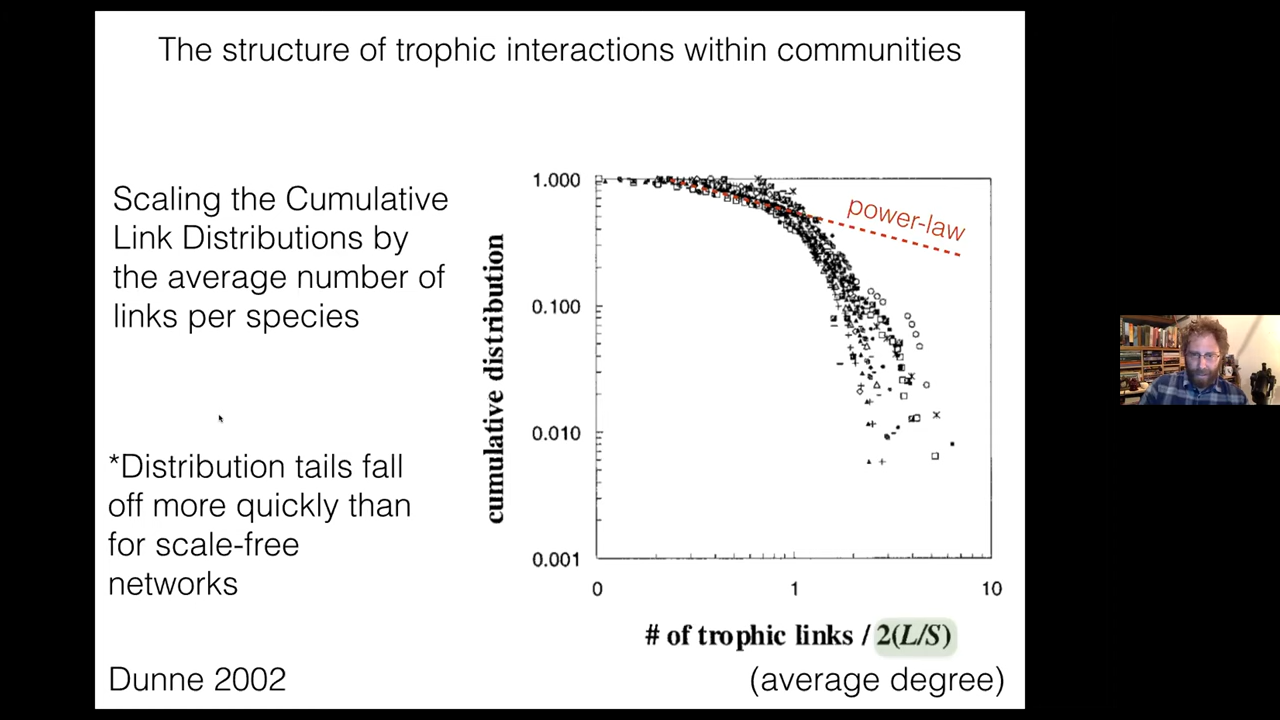 The structure of trophic interactions within communities
Scaling the Cumulative
Link Distributions by
the average number of
links per species
*Distribution tails fall
off more quickly than
for scale-free
networks
Dunne 2002
cumulative distribution
1.000
0.100
0.010
0.001
power-law
0
1
10
# of trophic links / 2(L/S)
(average degree)